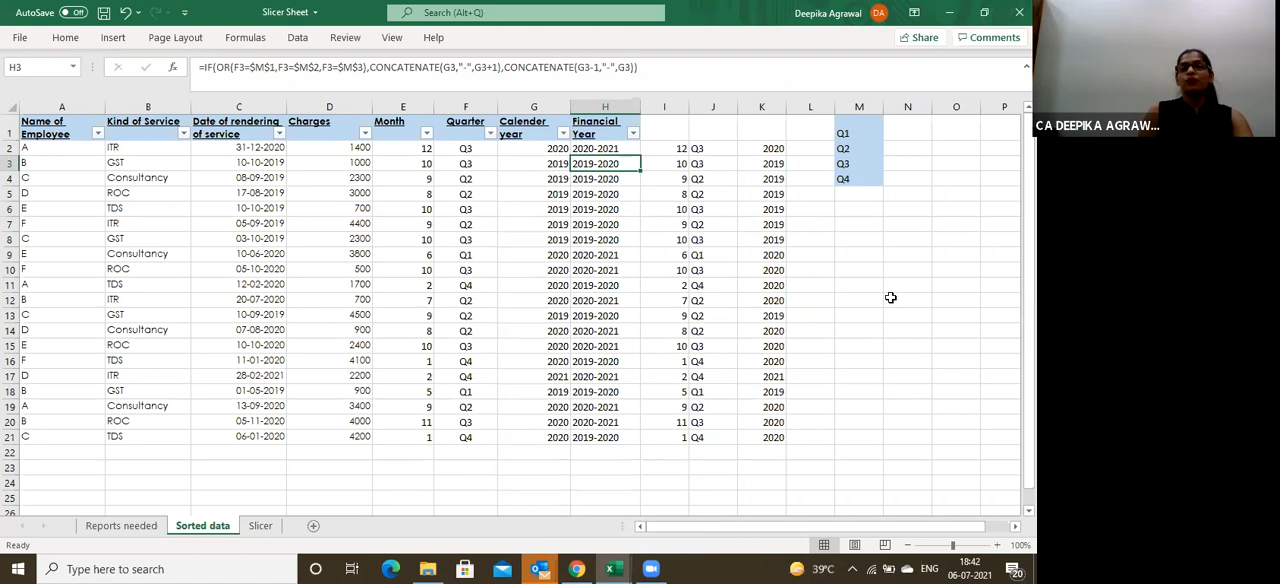 AutoSave Off Slicer Sheet Search (Alt+Q) Deepika Agrawal DA
File Home Insert Page Layout Formulas Data Review View Help Share Comments
H3 fx =IF(OR(F3=$M$1,F3=$M$2,F3=$M$3),CONCATENATE(G3,"-",G3+1),CONCATENATE(G3-1,"-",G3))
CA DEEPIKA AGRAW...
A B C D E F G H I J K L M N O P
1 Name of Employee Kind of Service Date of rendering of service Charges Month Quarter Calender year Financial Year Q1
2 A ITR 31-12-2020 1400 12 Q3 2020 2020-2021 12 Q3 2020 Q2
3 B GST 10-10-2019 1000 10 Q3 2019 2019-2020 10 Q3 2019 Q3
4 C Consultancy 08-09-2019 2300 9 Q2 2019 2019-2020 9 Q2 2019 Q4
5 D ROC 17-08-2019 3000 8 Q2 2019 2019-2020 8 Q2 2019
6 E TDS 10-10-2019 700 10 Q3 2019 2019-2020 10 Q3 2019
7 F ITR 05-09-2019 4400 9 Q2 2019 2019-2020 9 Q2 2019
8 C GST 03-10-2019 2300 10 Q3 2019 2019-2020 10 Q3 2019
9 E Consultancy 10-06-2020 3800 6 Q1 2020 2020-2021 6 Q1 2020
10 F ROC 05-10-2020 500 10 Q3 2020 2020-2021 10 Q3 2020
11 A TDS 12-02-2020 1700 2 Q4 2020 2019-2020 2 Q4 2020
12 B ITR 20-07-2020 700 7 Q2 2020 2020-2021 7 Q2 2020
13 C GST 10-09-2019 4500 9 Q2 2019 2019-2020 9 Q2 2019
14 D Consultancy 07-08-2020 900 8 Q2 2020 2020-2021 8 Q2 2020
15 E ROC 10-10-2020 2400 10 Q3 2020 2020-2021 10 Q3 2020
16 F TDS 11-01-2020 4100 1 Q4 2020 2019-2020 1 Q4 2020
17 D ITR 28-02-2021 2200 2 Q4 2021 2020-2021 2 Q4 2021
18 B GST 01-05-2019 900 5 Q1 2019 2019-2020 5 Q1 2019
19 A Consultancy 13-09-2020 3400 9 Q2 2020 2020-2021 9 Q2 2020
20 B ROC 05-11-2020 4000 11 Q3 2020 2020-2021 11 Q3 2020
21 C TDS 06-01-2020 4200 1 Q4 2020 2019-2020 1 Q4 2020
22
23
24
25
26
Reports needed Sorted data Slicer
Ready 100%
Type here to search 39°C ENG 18:42
06-07-2021 20